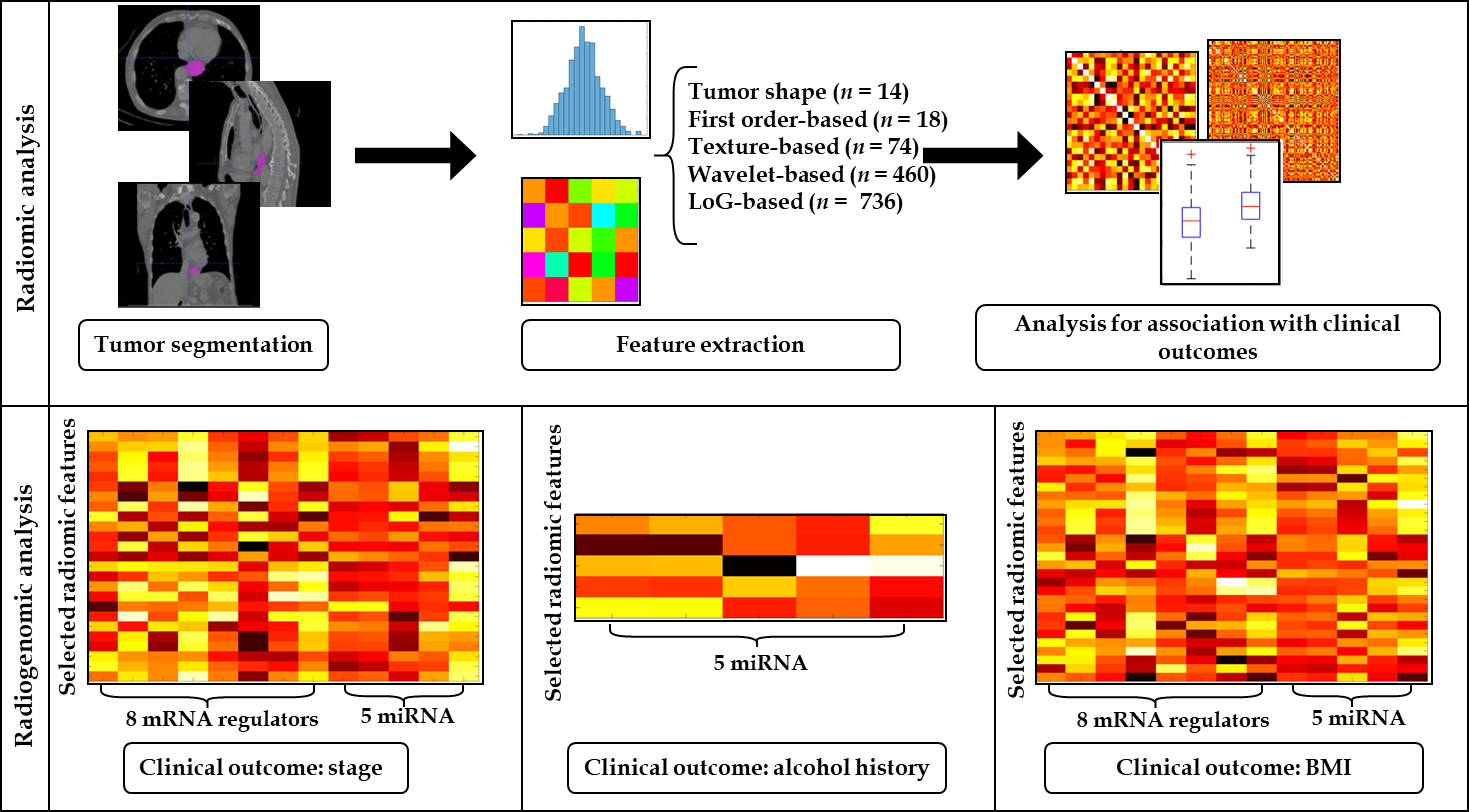 Radiomic analysis
Tumor shape (n = 14)
First order-based (n = 18)
Texture-based (n = 74)
Wavelet-based (n = 460)
LoG-based (n = 736)
Tumor segmentation
Feature extraction
Analysis for association with clinical
outcomes
Radiogenomic analysis
Selected radiomic features
8 mRNA regulators
5 miRNA
Clinical outcome: stage
Selected radiomic features
5 miRNA
Clinical outcome: alcohol history
Selected radiomic features
8 mRNA regulators
5 miRNA
Clinical outcome: BMI